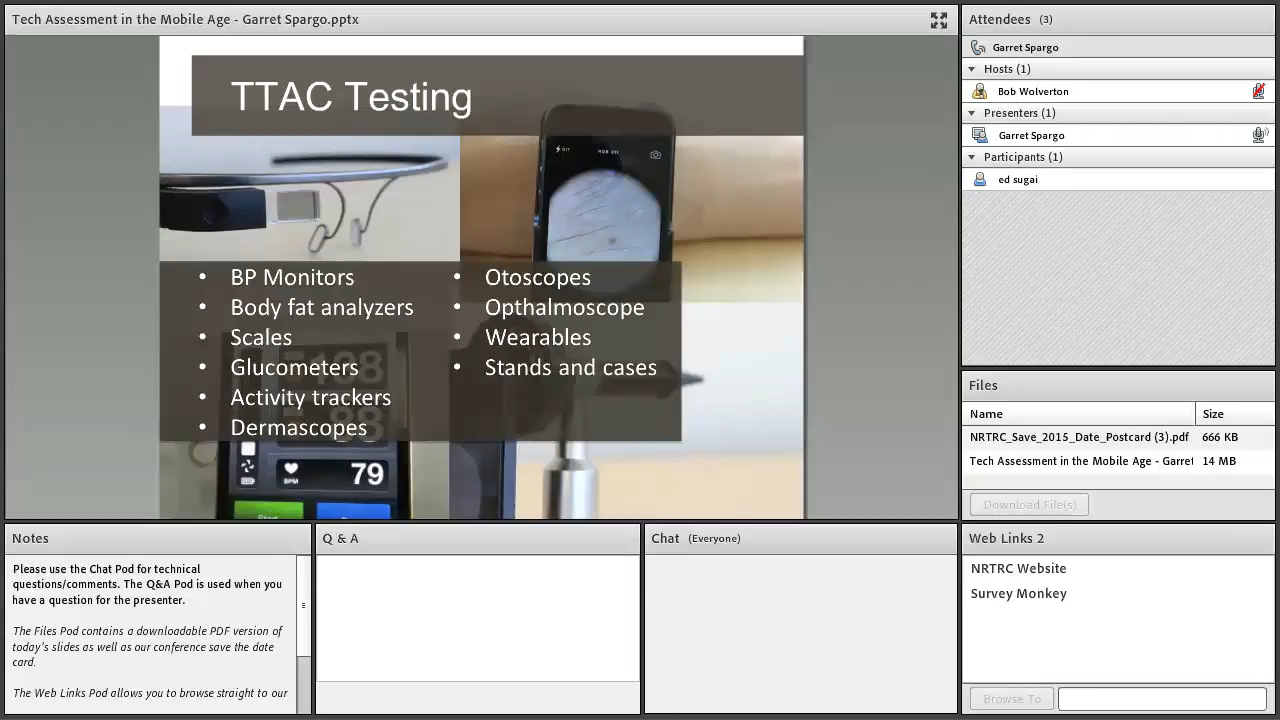 Tech Assessment in the Mobile Age - Garret Spargo.pptx
TTAC Testing
• BP Monitors
• Body fat analyzers
• Scales
• Glucometers
• Activity trackers
• Dermascopes
• Otoscopes
• Opthalmoscope
• Wearables
• Stands and cases
108
88
BPM
79
Attendees (3)
Garret Spargo
Hosts (1)
Bob Wolverton
Presenters (1)
Garret Spargo
Participants (1)
ed sugai
Files
Name Size
NRTRC_Save_2015_Date_Postcard (3).pdf 666 KB
Tech Assessment in the Mobile Age - Garret 14 MB
Download File(s)
Notes
Please use the Chat Pod for technical
questions/comments. The Q&A Pod is used when you
have a question for the presenter.
The Files Pod contains a downloadable PDF version of
today's slides as well as our conference save the date
card.
The Web Links Pod allows you to browse straight to our
Q & A
Chat (Everyone)
Web Links 2
NRTRC Website
Survey Monkey
Browse To